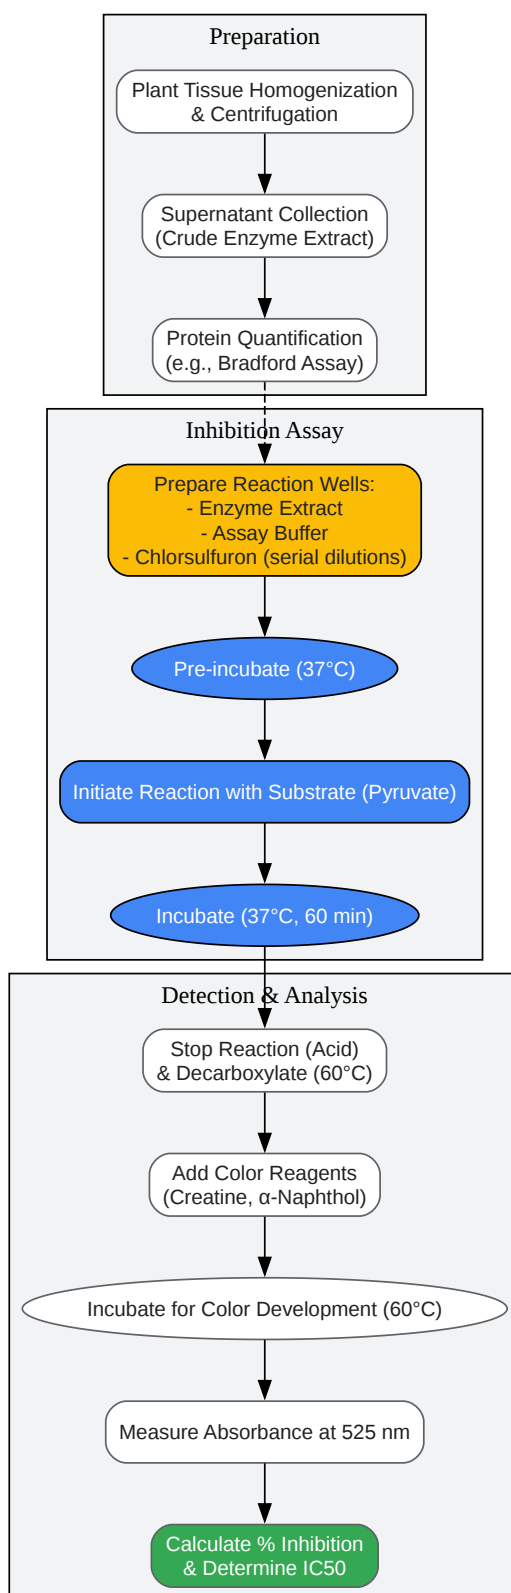 Preparation
Plant Tissue Homogenization
& Centrifugation
Supernatant Collection
(Crude Enzyme Extract)
Protein Quantification
(e.g., Bradford Assay)
Inhibition Assay
Prepare Reaction Wells:
- Enzyme Extract
- Assay Buffer
- Chlorsulfuron (serial dilutions)
Pre-incubate (37°C)
Initiate Reaction with Substrate (Pyruvate)
Incubate (37°C, 60 min)
Detection & Analysis
Stop Reaction (Acid)
& Decarboxylate (60°C)
Add Color Reagents
(Creatine, α-Naphthol)
Incubate for Color Development (60°C)
Measure Absorbance at 525 nm
Calculate % Inhibition
& Determine IC50